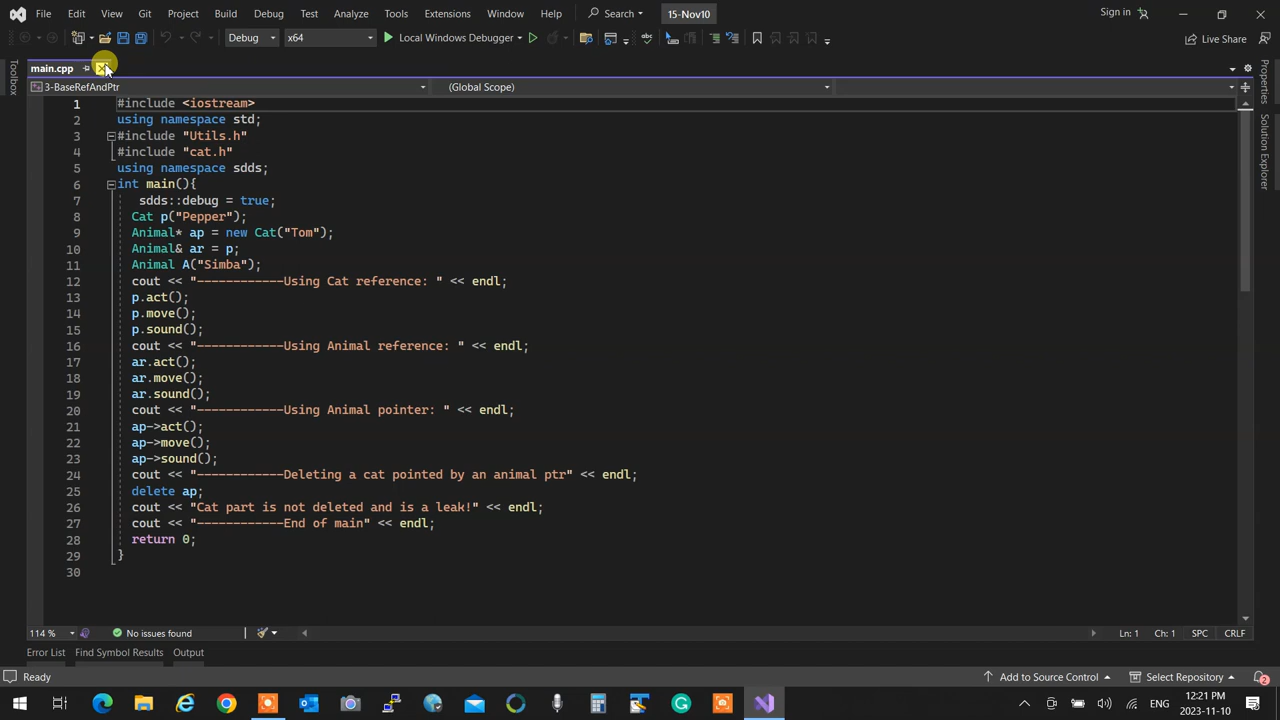 File Edit View Git Project Build Debug Test Analyze Tools Extensions Window Help Search 15-Nov10 Sign in
Debug x64 Local Windows Debugger Live Share
Toolbox
main.cpp
3-BaseRefAndPtr (Global Scope)
1 #include <iostream>
2 using namespace std;
3 #include "Utils.h"
4 #include "cat.h"
5 using namespace sdds;
6 int main(){
7 sdds::debug = true;
8 Cat p("Pepper");
9 Animal* ap = new Cat("Tom");
10 Animal& ar = p;
11 Animal A("Simba");
12 cout << "------------Using Cat reference: " << endl;
13 p.act();
14 p.move();
15 p.sound();
16 cout << "------------Using Animal reference: " << endl;
17 ar.act();
18 ar.move();
19 ar.sound();
20 cout << "------------Using Animal pointer: " << endl;
21 ap->act();
22 ap->move();
23 ap->sound();
24 cout << "------------Deleting a cat pointed by an animal ptr" << endl;
25 delete ap;
26 cout << "Cat part is not deleted and is a leak!" << endl;
27 cout << "------------End of main" << endl;
28 return 0;
29 }
30
Properties
Solution Explorer
114 % No issues found Ln: 1 Ch: 1 SPC CRLF
Error List Find Symbol Results Output
Ready Add to Source Control Select Repository 2
ENG 12:21 PM
2023-11-10